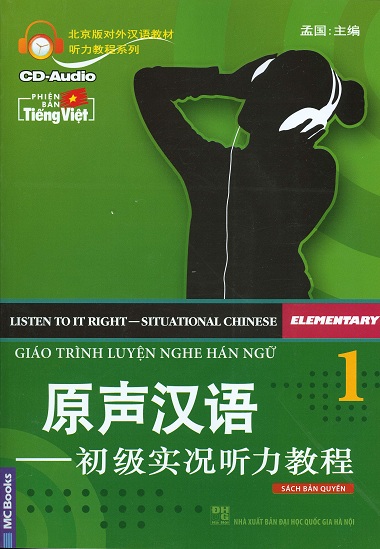 北京版对外汉语教材
听力教程系列
孟国：主编
CD-Audio
PHIÊN
BẢN
Tiếng Việt
LISTEN TO IT RIGHT—SITUATIONAL CHINESE
ELEMENTARY
GIÁO TRÌNH LUYỆN NGHE HÁN NGỮ
1
原声汉语
——初级实况听力教程
SÁCH BẢN QUYỀN
MCBooks
NHÀ XUẤT BẢN ĐẠI HỌC QUỐC GIA HÀ NỘI